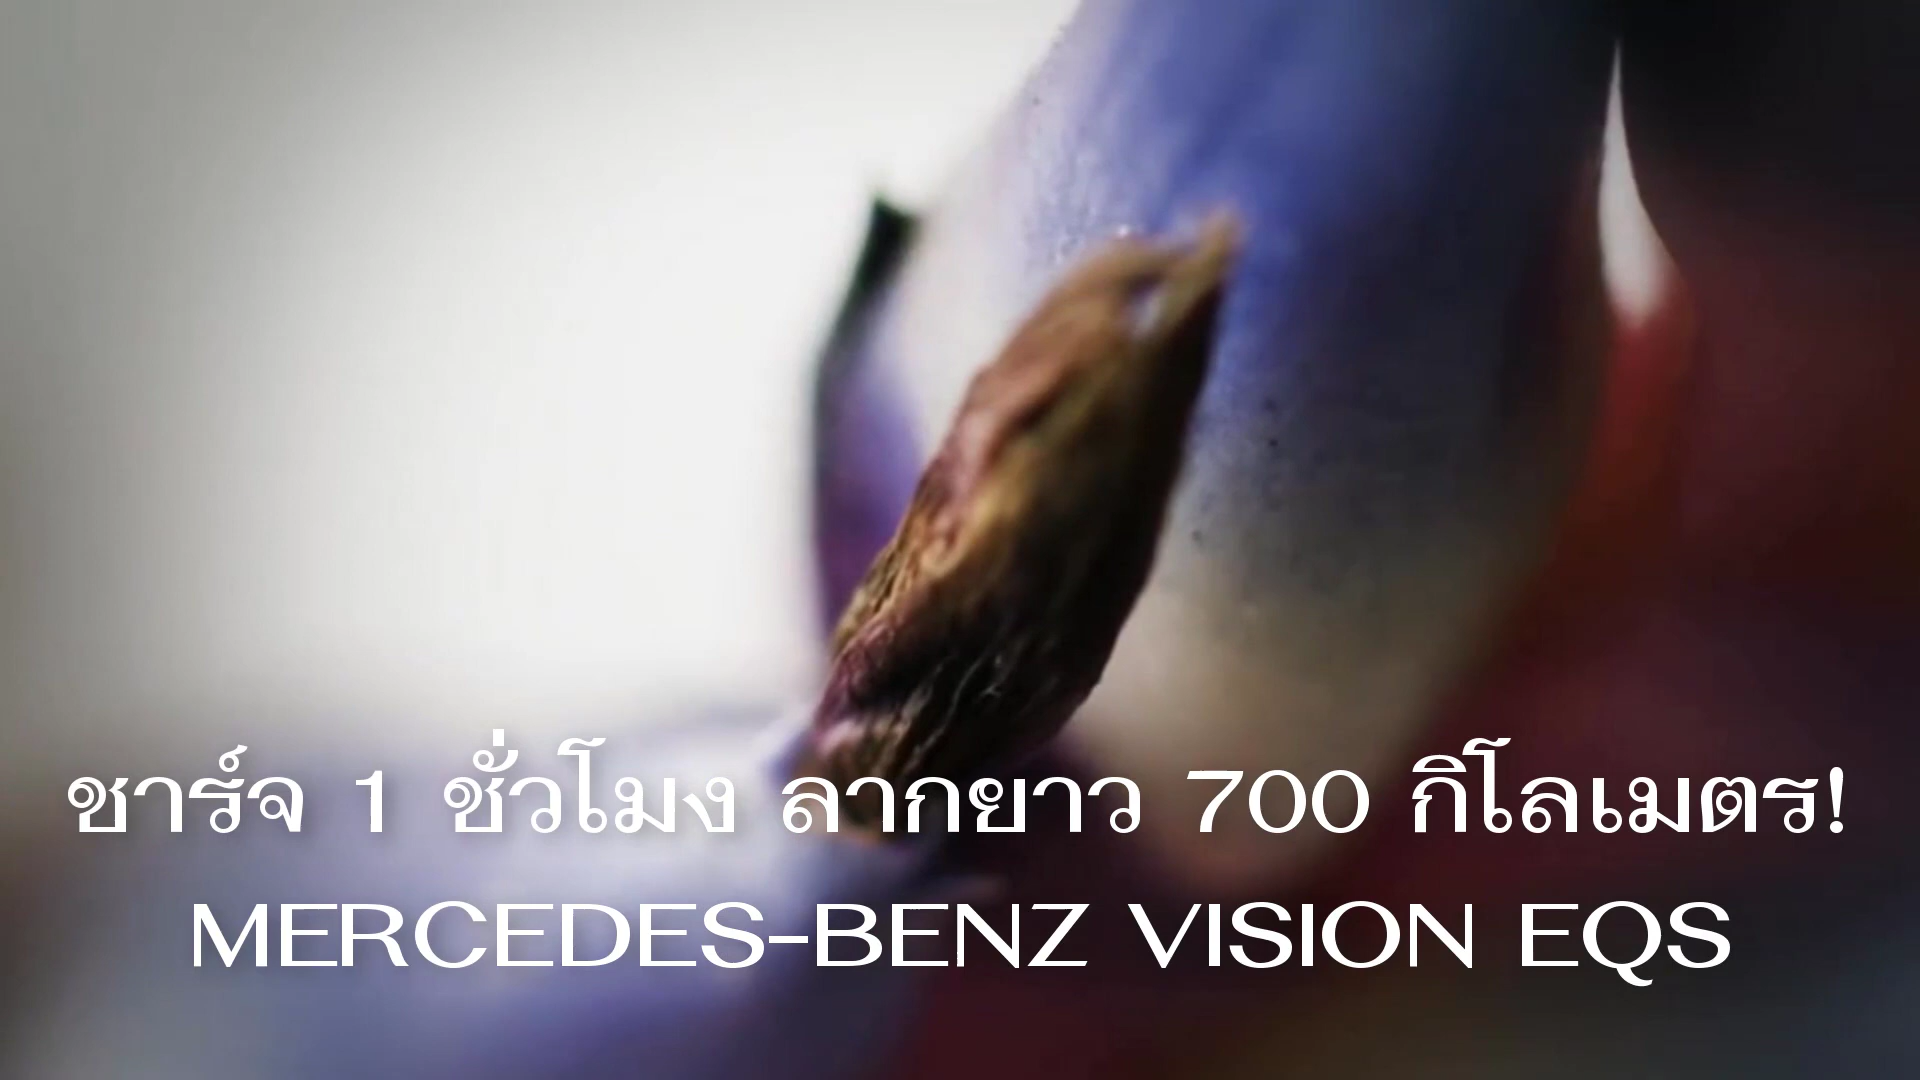 ชาร์จ 1 ชั่วโมง ลากยาว 700 กิโลเมตร!
MERCEDES-BENZ VISION EQS